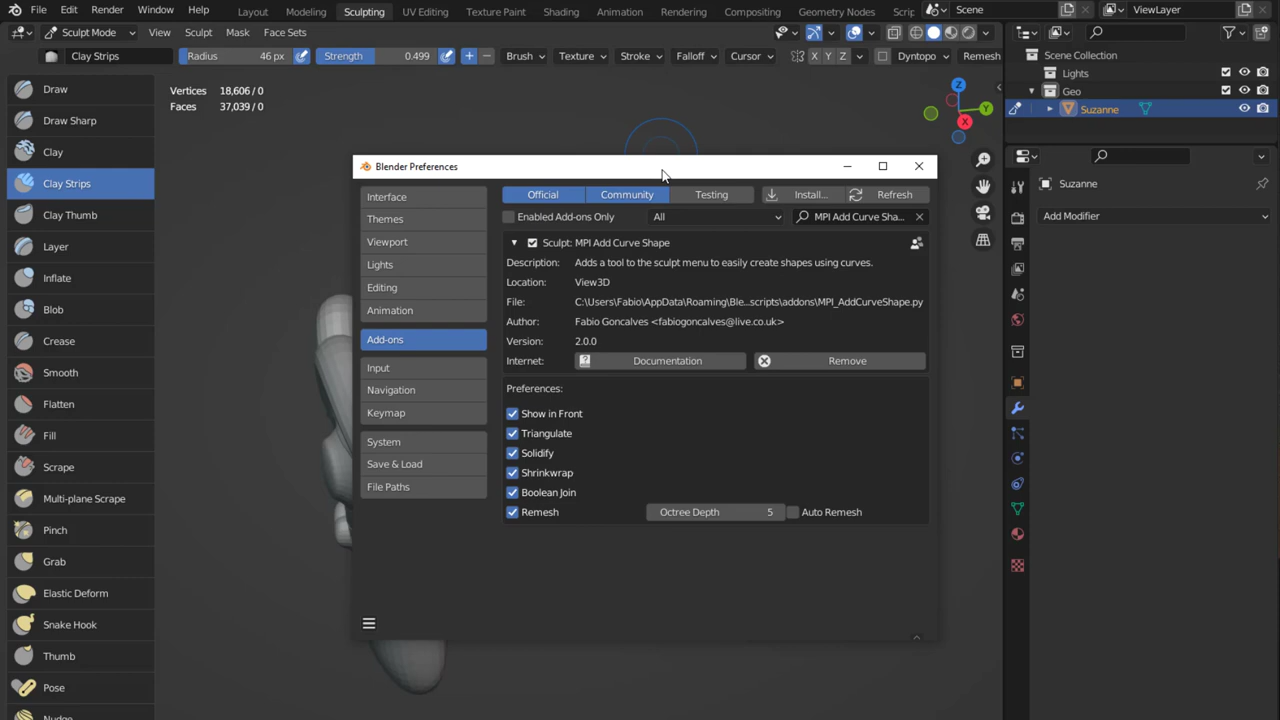 File Edit Render Window Help Layout Modeling Sculpting UV Editing Texture Paint Shading Animation Rendering Compositing Geometry Nodes Scrip Scene ViewLayer
Sculpt Mode View Sculpt Mask Face Sets
Clay Strips Radius 46 px Strength 0.499 Brush Texture Stroke Falloff Cursor X Y Z Dyntopo Remesh
Scene Collection
Lights
Geo
Suzanne
Vertices 18,606 / 0
Faces 37,039 / 0
Z
Y
X
Draw
Draw Sharp
Clay
Clay Strips
Clay Thumb
Layer
Inflate
Blob
Crease
Smooth
Flatten
Fill
Scrape
Multi-plane Scrape
Pinch
Grab
Elastic Deform
Snake Hook
Thumb
Pose
Nudge
Blender Preferences
Interface
Themes
Viewport
Lights
Editing
Animation
Add-ons
Input
Navigation
Keymap
System
Save & Load
File Paths
Official Community Testing Install... Refresh
Enabled Add-ons Only All MPI Add Curve Sha...
Sculpt: MPI Add Curve Shape
Description: Adds a tool to the sculpt menu to easily create shapes using curves.
Location: View3D
File: C:\Users\Fabio\AppData\Roaming\Ble...scripts\addons\MPI_AddCurveShape.py
Author: Fabio Goncalves <fabiogoncalves@live.co.uk>
Version: 2.0.0
Internet: Documentation Remove
Preferences:
Show in Front
Triangulate
Solidify
Shrinkwrap
Boolean Join
Remesh Octree Depth 5 Auto Remesh
Suzanne
Add Modifier